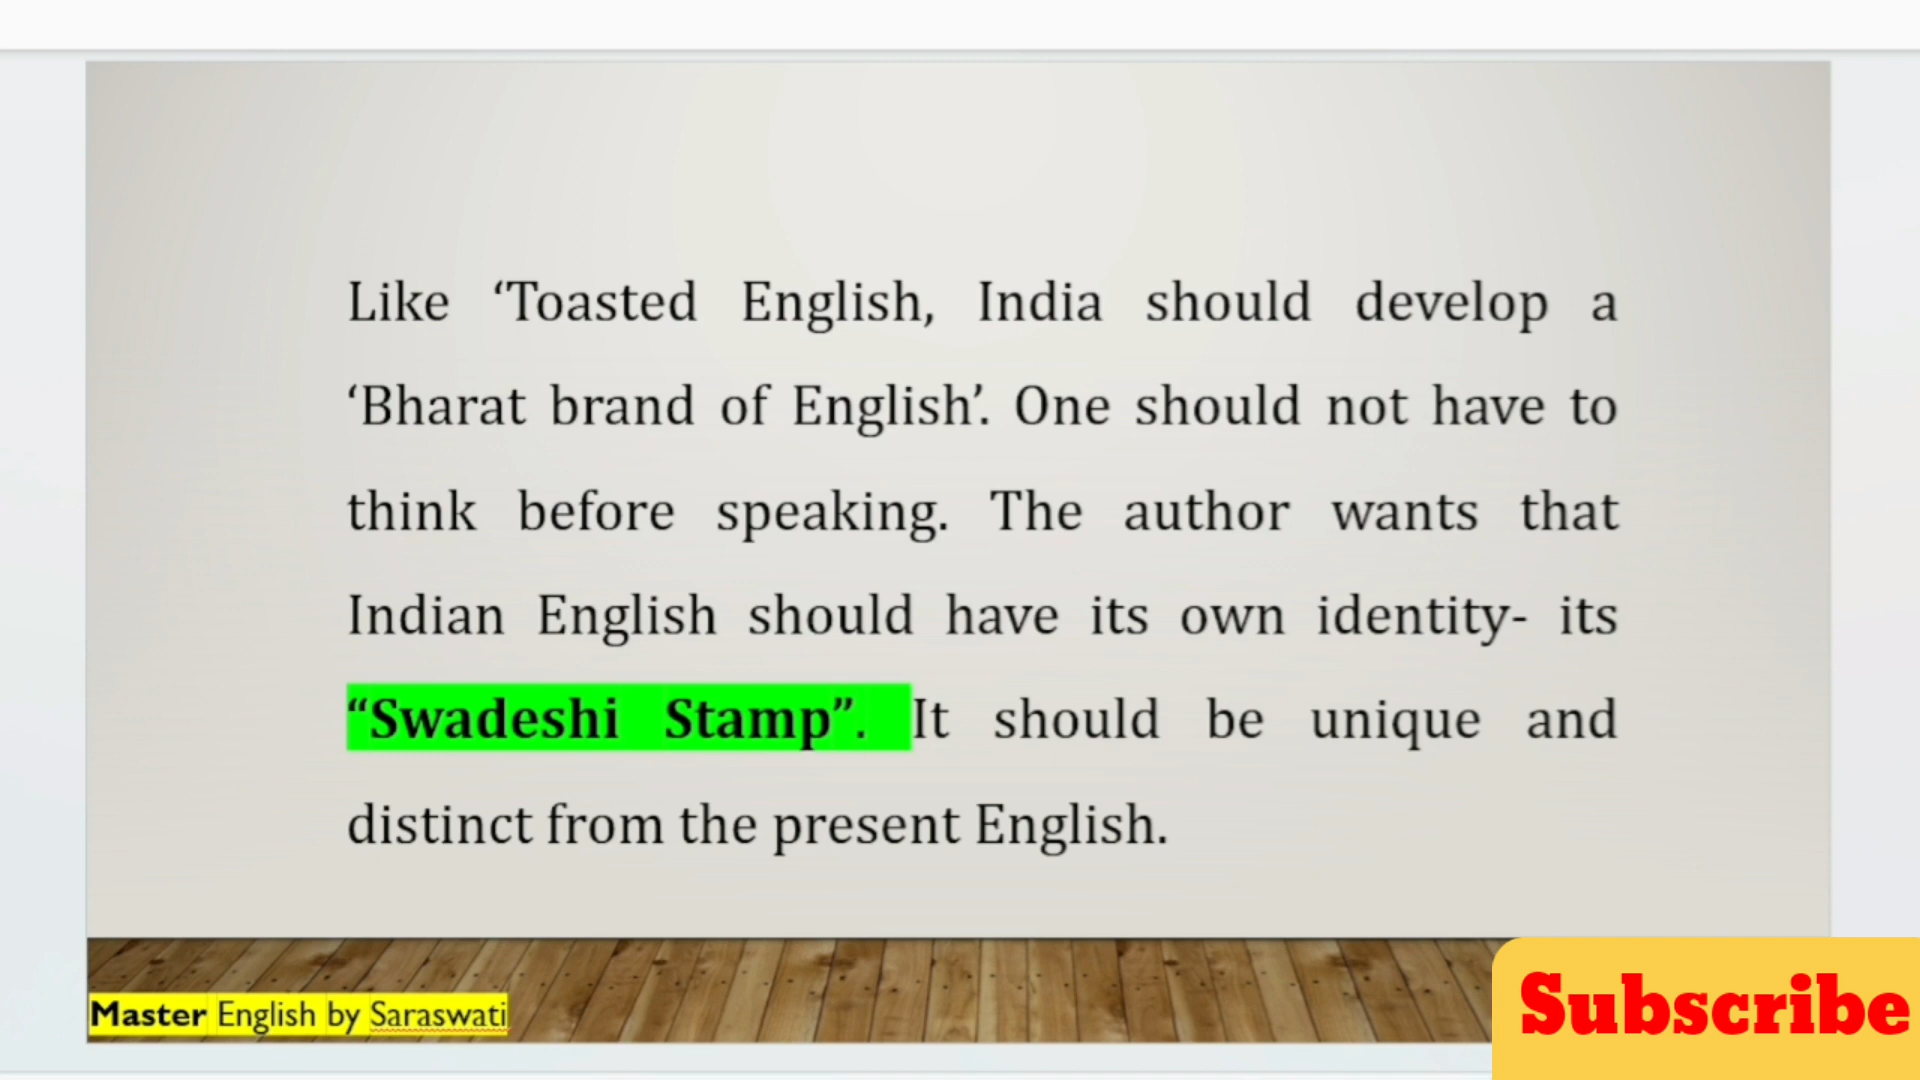 Like ‘Toasted English, India should develop a
‘Bharat brand of English’. One should not have to
think before speaking. The author wants that
Indian English should have its own identity- its
“Swadeshi Stamp”. It should be unique and
distinct from the present English.
Master English by Saraswati
Subscribe